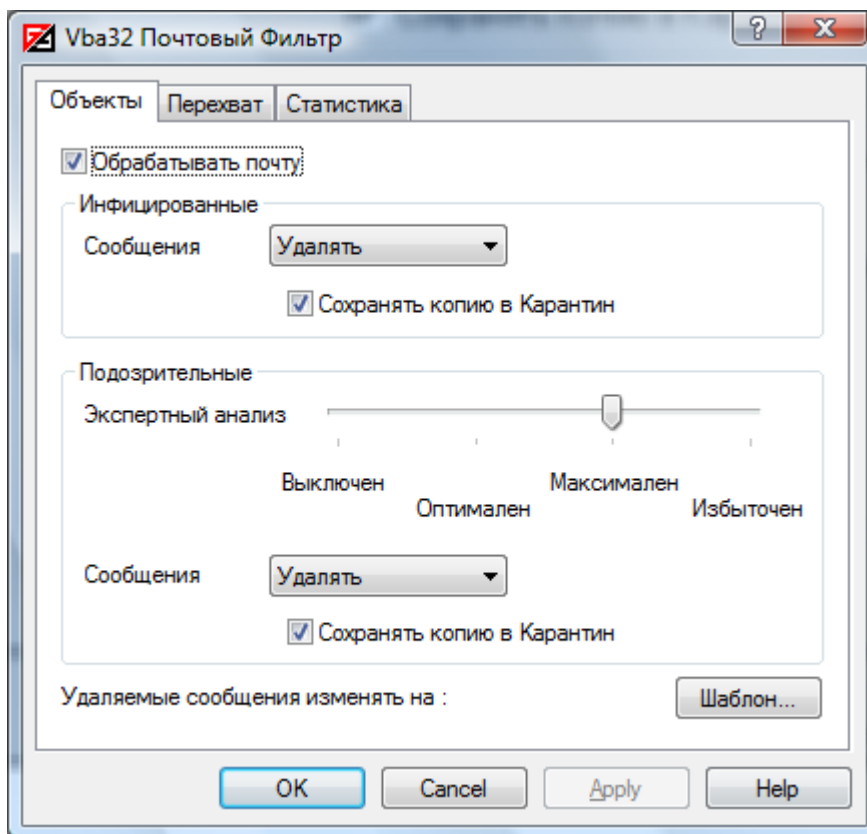 Vba32 Почтовый Фильтр
?
Объекты Перехват Статистика
Обрабатывать почту
Инфицированные
Сообщения Удалять
Сохранять копию в Карантин
Подозрительные
Экспертный анализ
Выключен Максимален
Оптимален Избыточен
Сообщения Удалять
Сохранять копию в Карантин
Удаляемые сообщения изменять на : Шаблон...
OK Cancel Apply Help